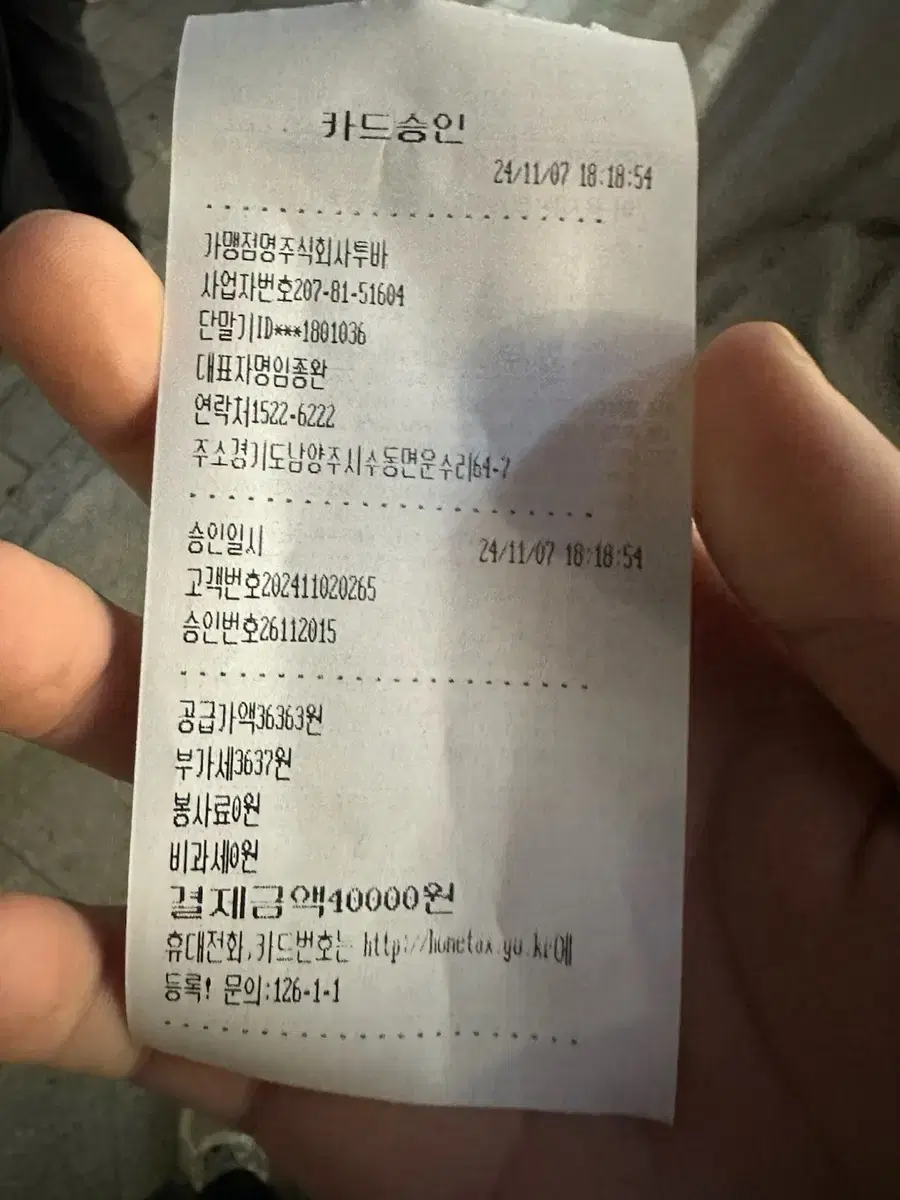 카드승인
24/11/07 18:18:54
가맹점명주식회사투바
사업자번호207-81-51604
단말기ID***1801036
대표자명임종완
연락처1522-6222
주소경기도남양주시수동면운수리64-7
승인일시 24/11/07 18:18:54
고객번호202411020265
승인번호26112015
공급가액36363원
부가세3637원
봉사료0원
비과세0원
결제금액40000원
휴대전화,카드번호는 http://hometax.go.kr에
등록! 문의:126-1-1